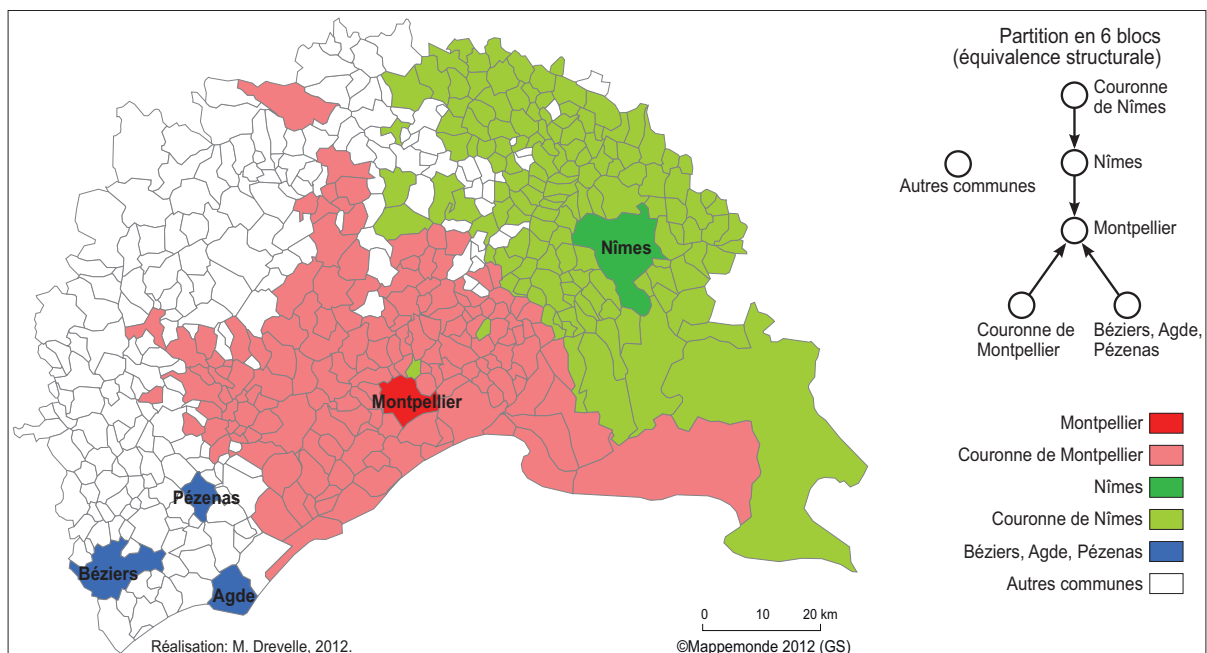 Partition en 6 blocs
(équivalence structurale)
Couronne
de Nîmes
Nîmes
Autres communes
Montpellier
Couronne de
Montpellier
Béziers, Agde,
Pézenas
Nîmes
Montpellier
Pézenas
Béziers
Agde
Montpellier
Couronne de Montpellier
Nîmes
Couronne de Nîmes
Béziers, Agde, Pézenas
Autres communes
0 10 20 km
Réalisation: M. Drevelle, 2012.
©Mappemonde 2012 (GS)